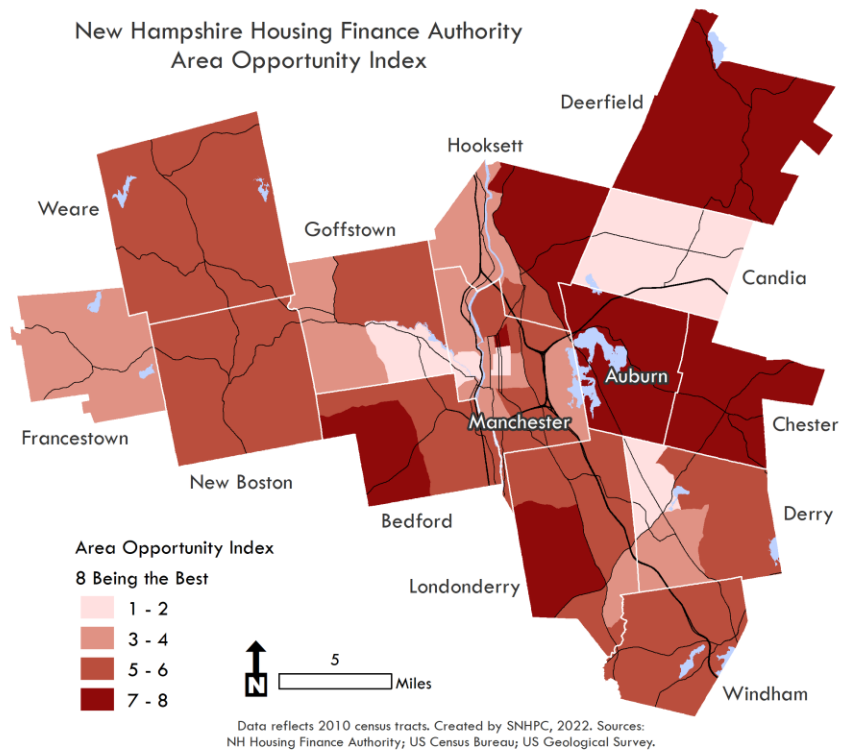 New Hampshire Housing Finance Authority
Area Opportunity Index
Deerfield
Hooksett
Weare
Goffstown
Candia
Auburn
Manchester
Chester
Francestown
New Boston
Bedford
Derry
Londonderry
Windham
Area Opportunity Index
8 Being the Best
1 - 2
3 - 4
5 - 6
7 - 8
N
5
Miles
Data reflects 2010 census tracts. Created by SNHPC, 2022. Sources:
NH Housing Finance Authority; US Census Bureau; US Geological Survey.